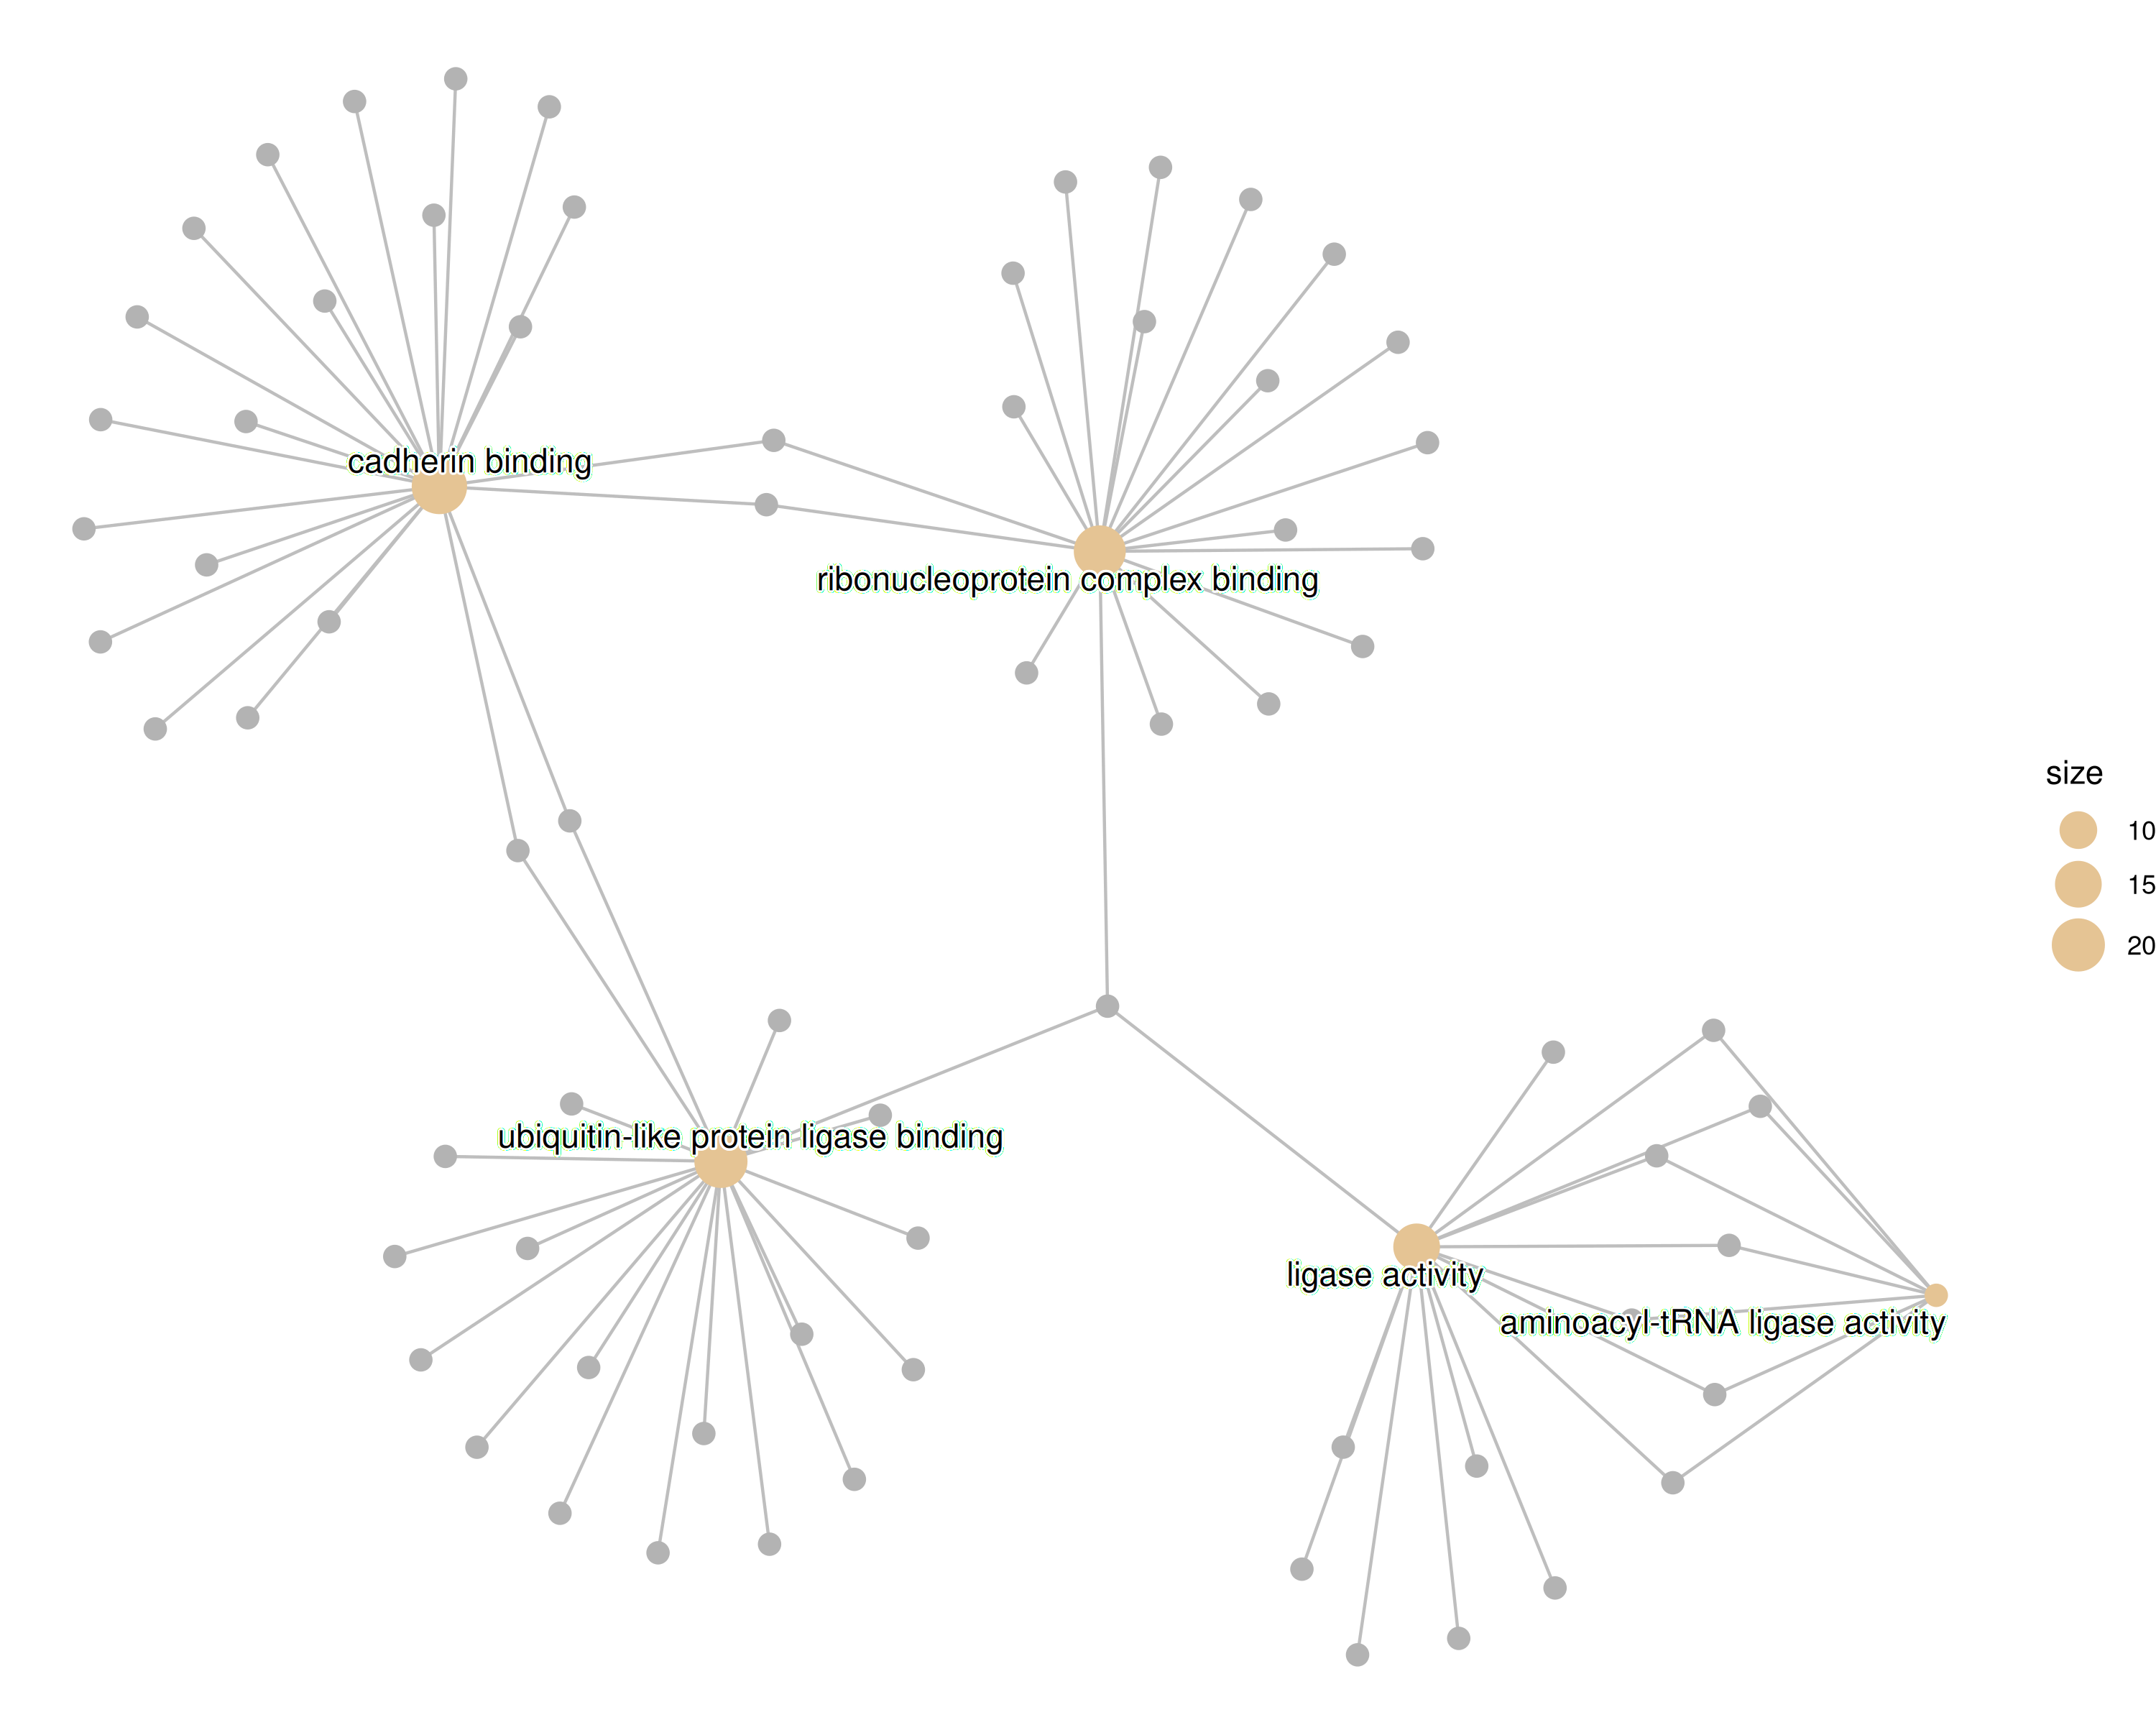 cadherin binding
ribonucleoprotein complex binding
size
10
15
20
ubiquitin-like protein ligase binding
ligase activity
aminoacyl-tRNA ligase activity